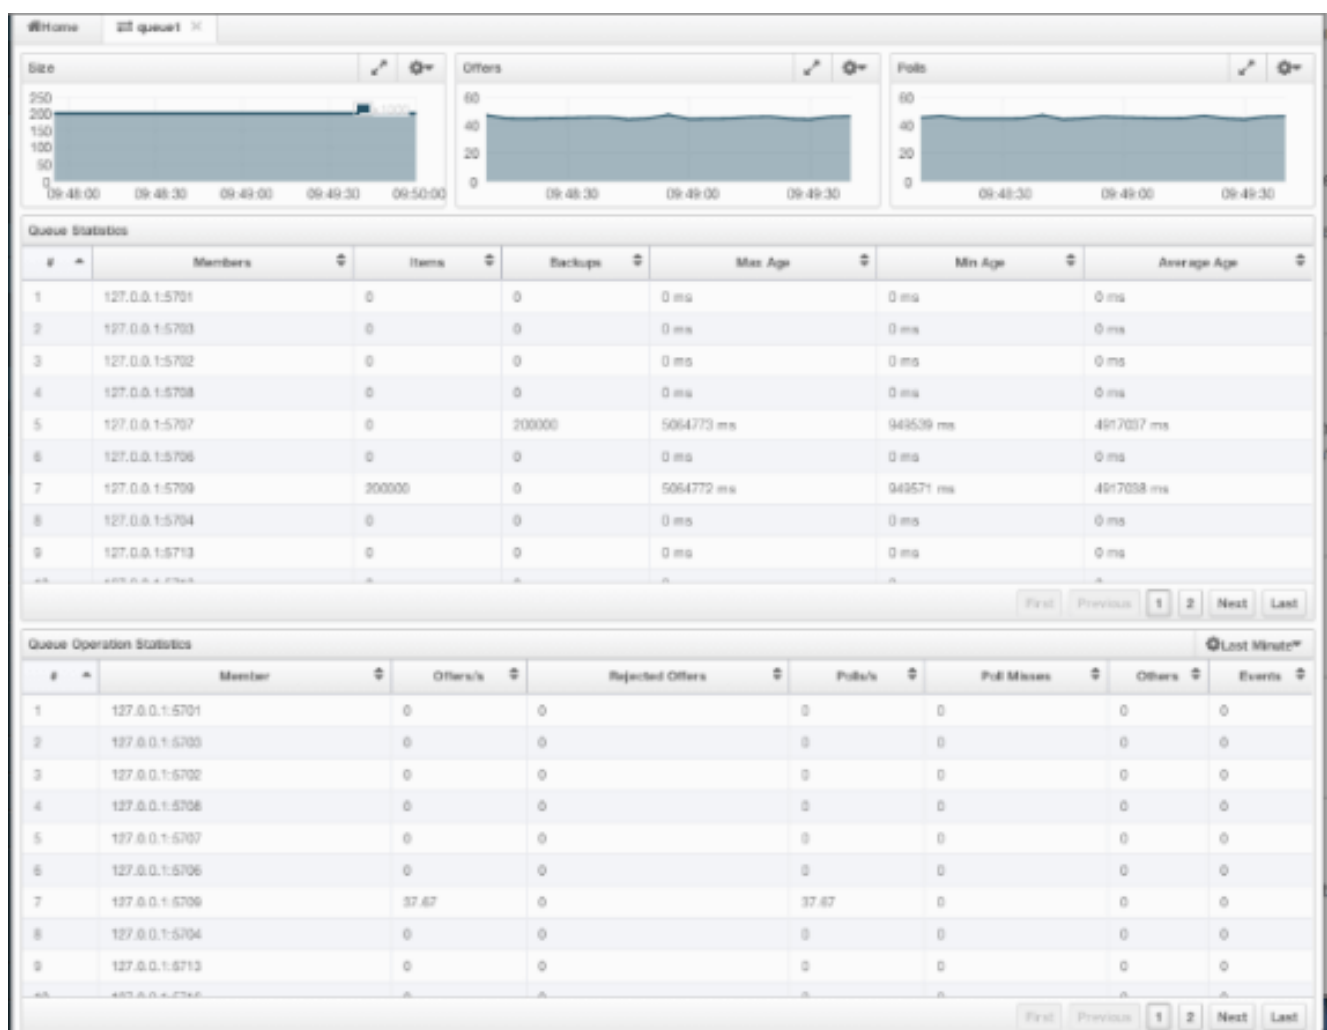 Home queue1
Size Offers Polls
250
200
150
100
50
0
x1000
09:48:00 09:48:30 09:49:00 09:49:30 09:50:00
60
40
20
0
09:48:30 09:49:00 09:49:30
60
40
20
0
09:48:30 09:49:00 09:49:30
Queue Statistics
# Members Items Backups Max Age Min Age Average Age
1 127.0.0.1:5701 0 0 0 ms 0 ms 0 ms
2 127.0.0.1:5703 0 0 0 ms 0 ms 0 ms
3 127.0.0.1:5702 0 0 0 ms 0 ms 0 ms
4 127.0.0.1:5708 0 0 0 ms 0 ms 0 ms
5 127.0.0.1:5707 0 200000 5064773 ms 949539 ms 4917037 ms
6 127.0.0.1:5706 0 0 0 ms 0 ms 0 ms
7 127.0.0.1:5709 200000 0 5064772 ms 949571 ms 4917038 ms
8 127.0.0.1:5704 0 0 0 ms 0 ms 0 ms
9 127.0.0.1:5713 0 0 0 ms 0 ms 0 ms
First Previous 1 2 Next Last
Queue Operation Statistics Last Minute
# Member Offers/s Rejected Offers Polls/s Poll Misses Others Events
1 127.0.0.1:5701 0 0 0 0 0 0
2 127.0.0.1:5703 0 0 0 0 0 0
3 127.0.0.1:5702 0 0 0 0 0 0
4 127.0.0.1:5708 0 0 0 0 0 0
5 127.0.0.1:5707 0 0 0 0 0 0
6 127.0.0.1:5706 0 0 0 0 0 0
7 127.0.0.1:5709 37.67 0 37.67 0 0 0
8 127.0.0.1:5704 0 0 0 0 0 0
9 127.0.0.1:5713 0 0 0 0 0 0
First Previous 1 2 Next Last